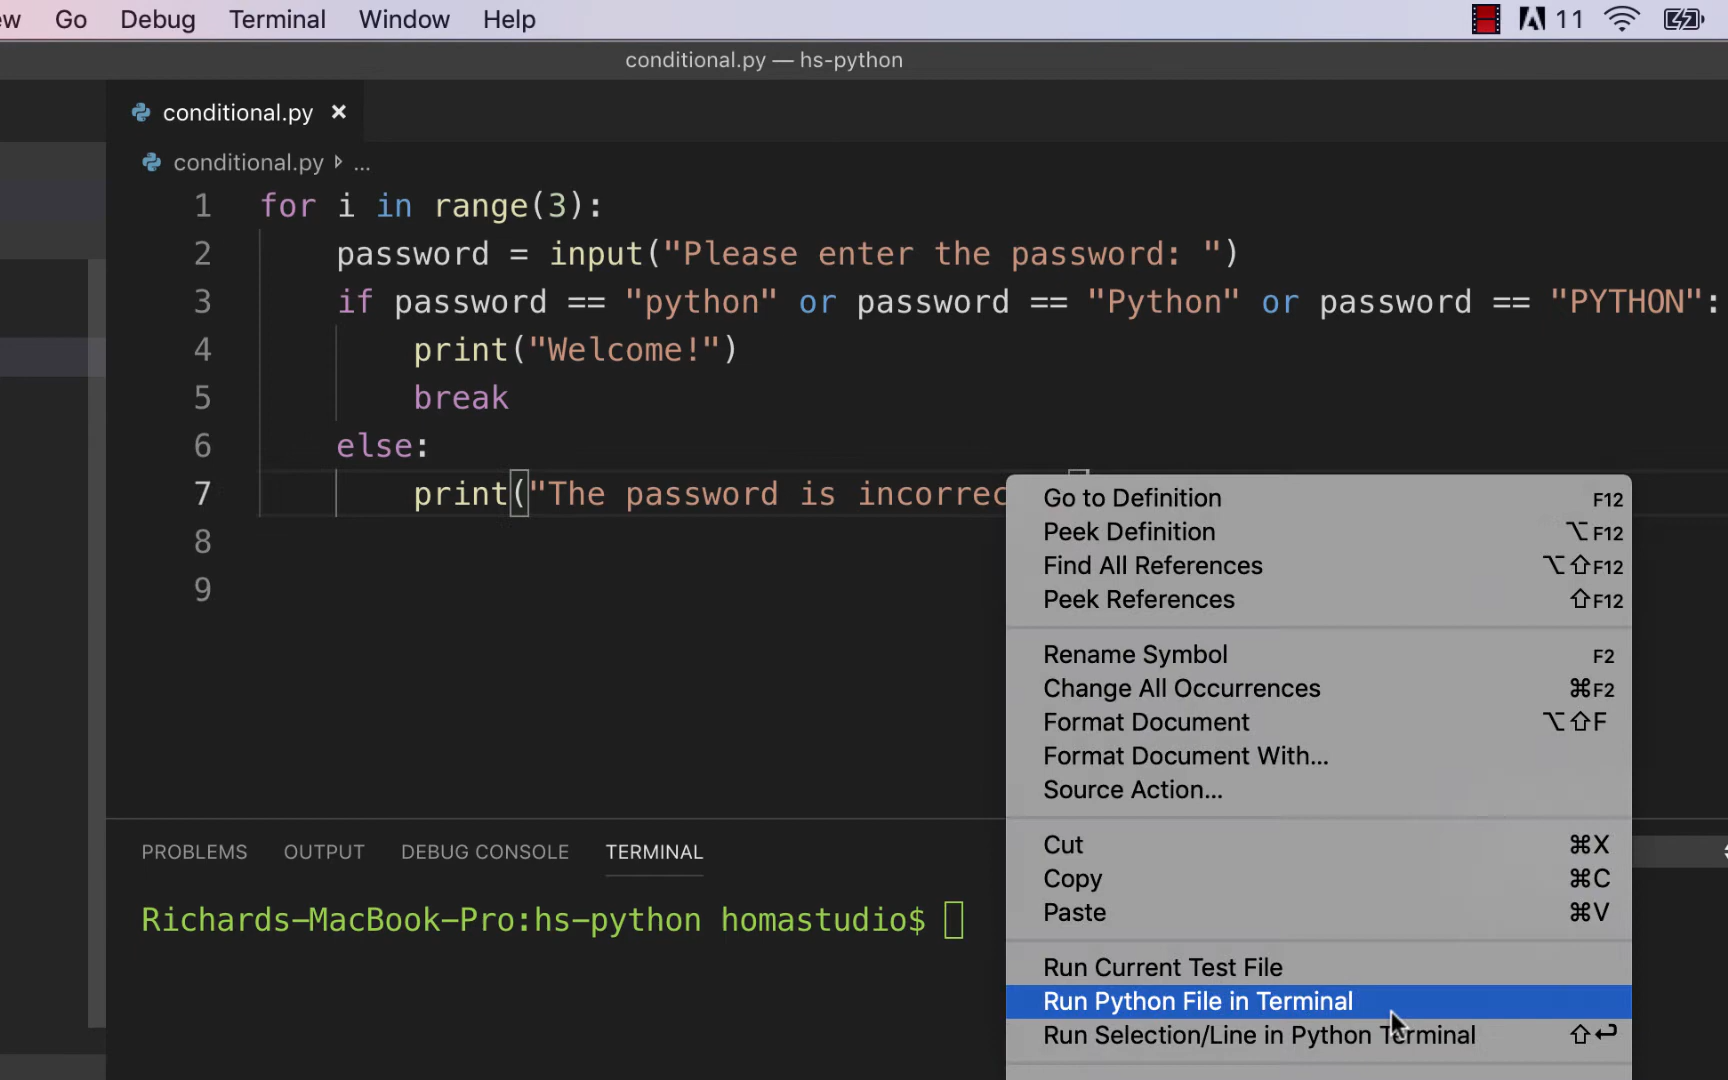 Go Debug Terminal Window Help 11
conditional.py — hs-python
conditional.py ×
conditional.py ...
1 for i in range(3):
2 password = input("Please enter the password: ")
3 if password == "python" or password == "Python" or password == "PYTHON":
4 print("Welcome!")
5 break
6 else:
7 print("The password is incorrec
8
9
Go to Definition F12
Peek Definition ⌥F12
Find All References ⌥⇧F12
Peek References ⇧F12
Rename Symbol F2
Change All Occurrences ⌘F2
Format Document ⌥⇧F
Format Document With...
Source Action...
Cut ⌘X
Copy ⌘C
Paste ⌘V
Run Current Test File
Run Python File in Terminal
Run Selection/Line in Python Terminal ⇧↩
PROBLEMS OUTPUT DEBUG CONSOLE TERMINAL
Richards-MacBook-Pro:hs-python homastudio$